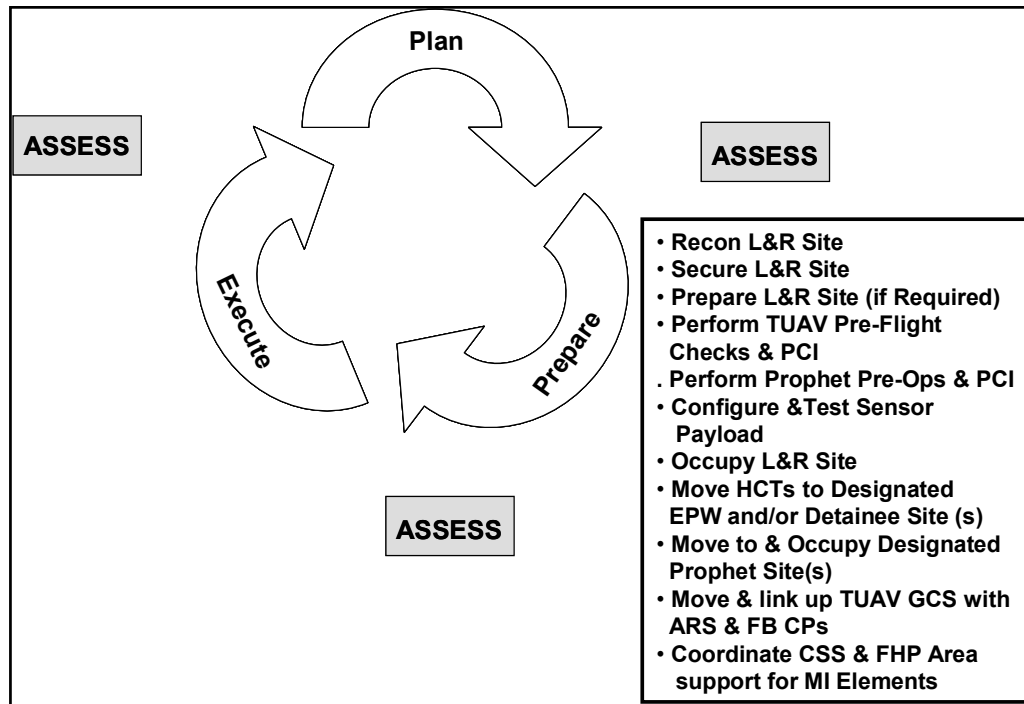 Plan
ASSESS
ASSESS
Execute
Prepare
ASSESS
• Recon L&R Site
• Secure L&R Site
• Prepare L&R Site (if Required)
• Perform TUAV Pre-Flight
Checks & PCI
. Perform Prophet Pre-Ops & PCI
• Configure &Test Sensor
Payload
• Occupy L&R Site
• Move HCTs to Designated
EPW and/or Detainee Site (s)
• Move to & Occupy Designated
Prophet Site(s)
• Move & link up TUAV GCS with
ARS & FB CPs
• Coordinate CSS & FHP Area
support for MI Elements